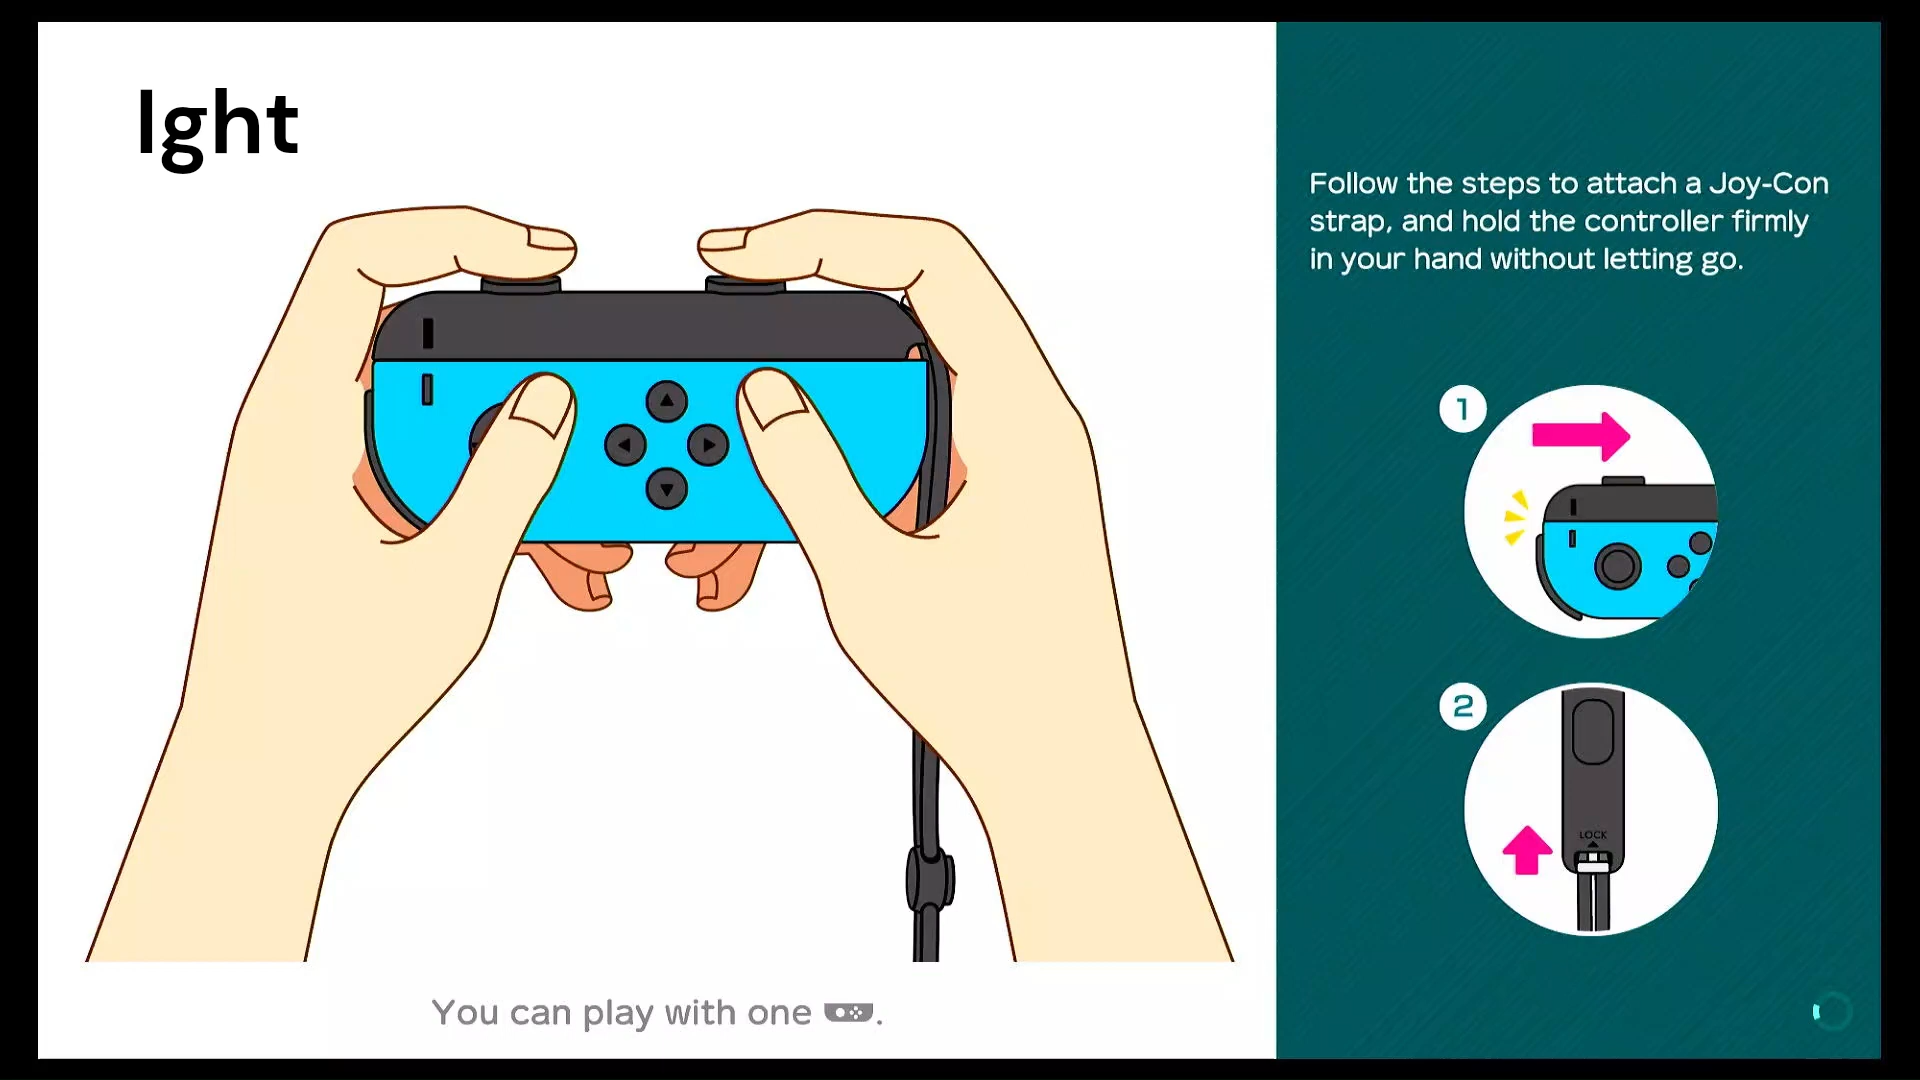 Ight
Follow the steps to attach a Joy-Con
strap, and hold the controller firmly
in your hand without letting go.
1
2
LOCK
You can play with one .